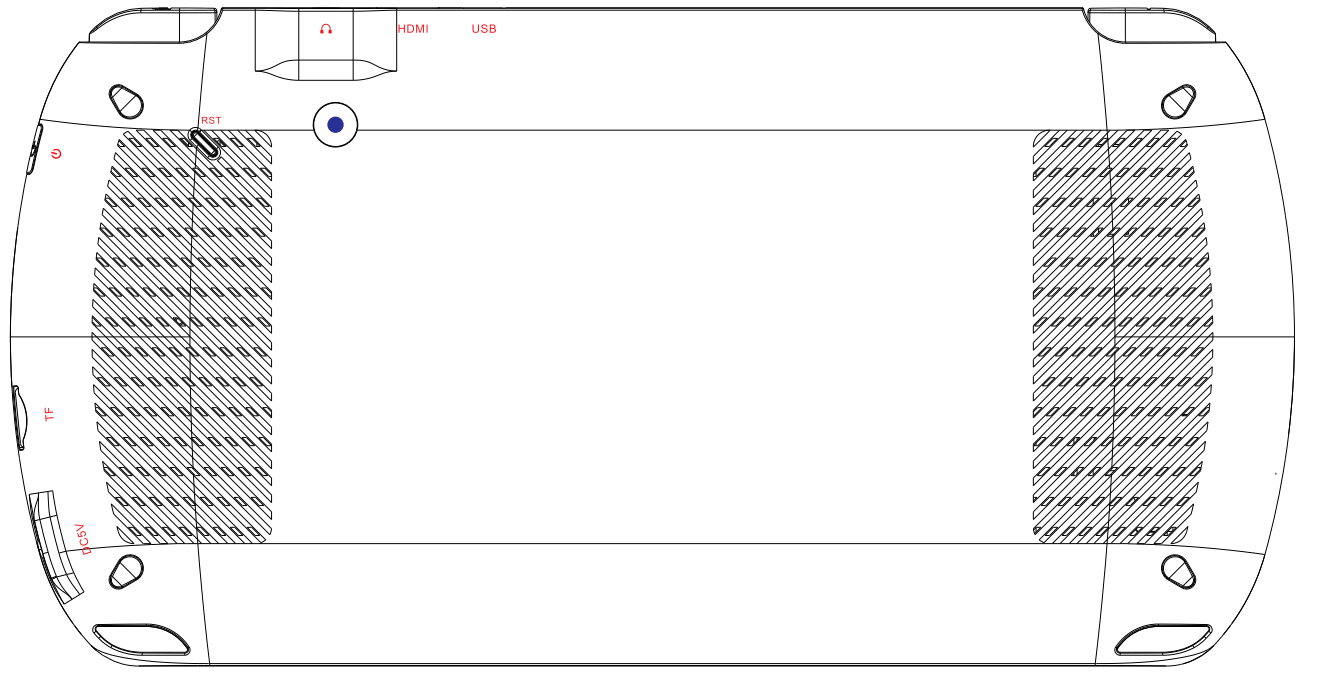 HDMI
USB
RST
TF
DC5V